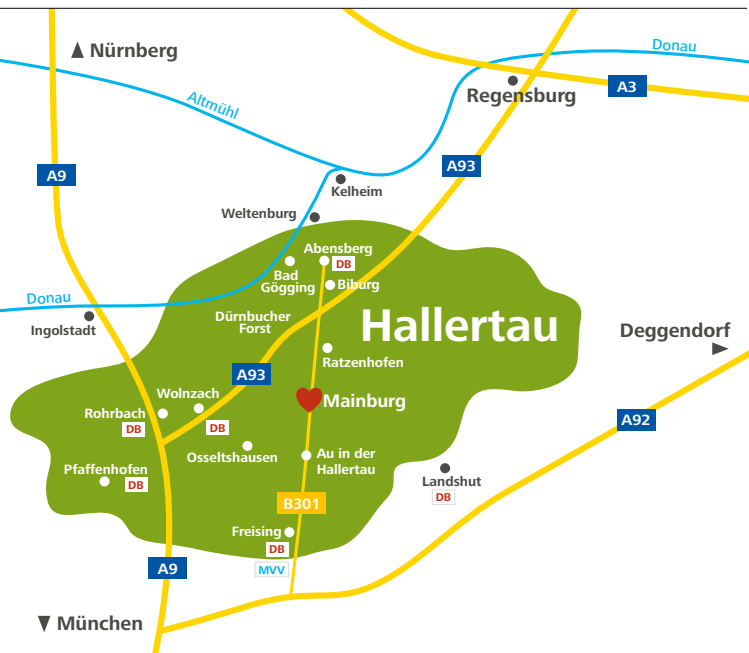 Nürnberg
Donau
Regensburg
A3
Altmühl
A93
A9
Kelheim
Weltenburg
Abensberg
DB
Bad
Gögging
Biburg
Donau
Dürnbucher
Forst
Hallertau
Ingolstadt
Deggendorf
Ratzenhofen
A93
Wolnzach
Mainburg
Rohrbach
DB
DB
A92
Osseltshausen
Au in der
Hallertau
Pfaffenhofen
DB
Landshut
DB
B301
Freising
DB
MVV
A9
München